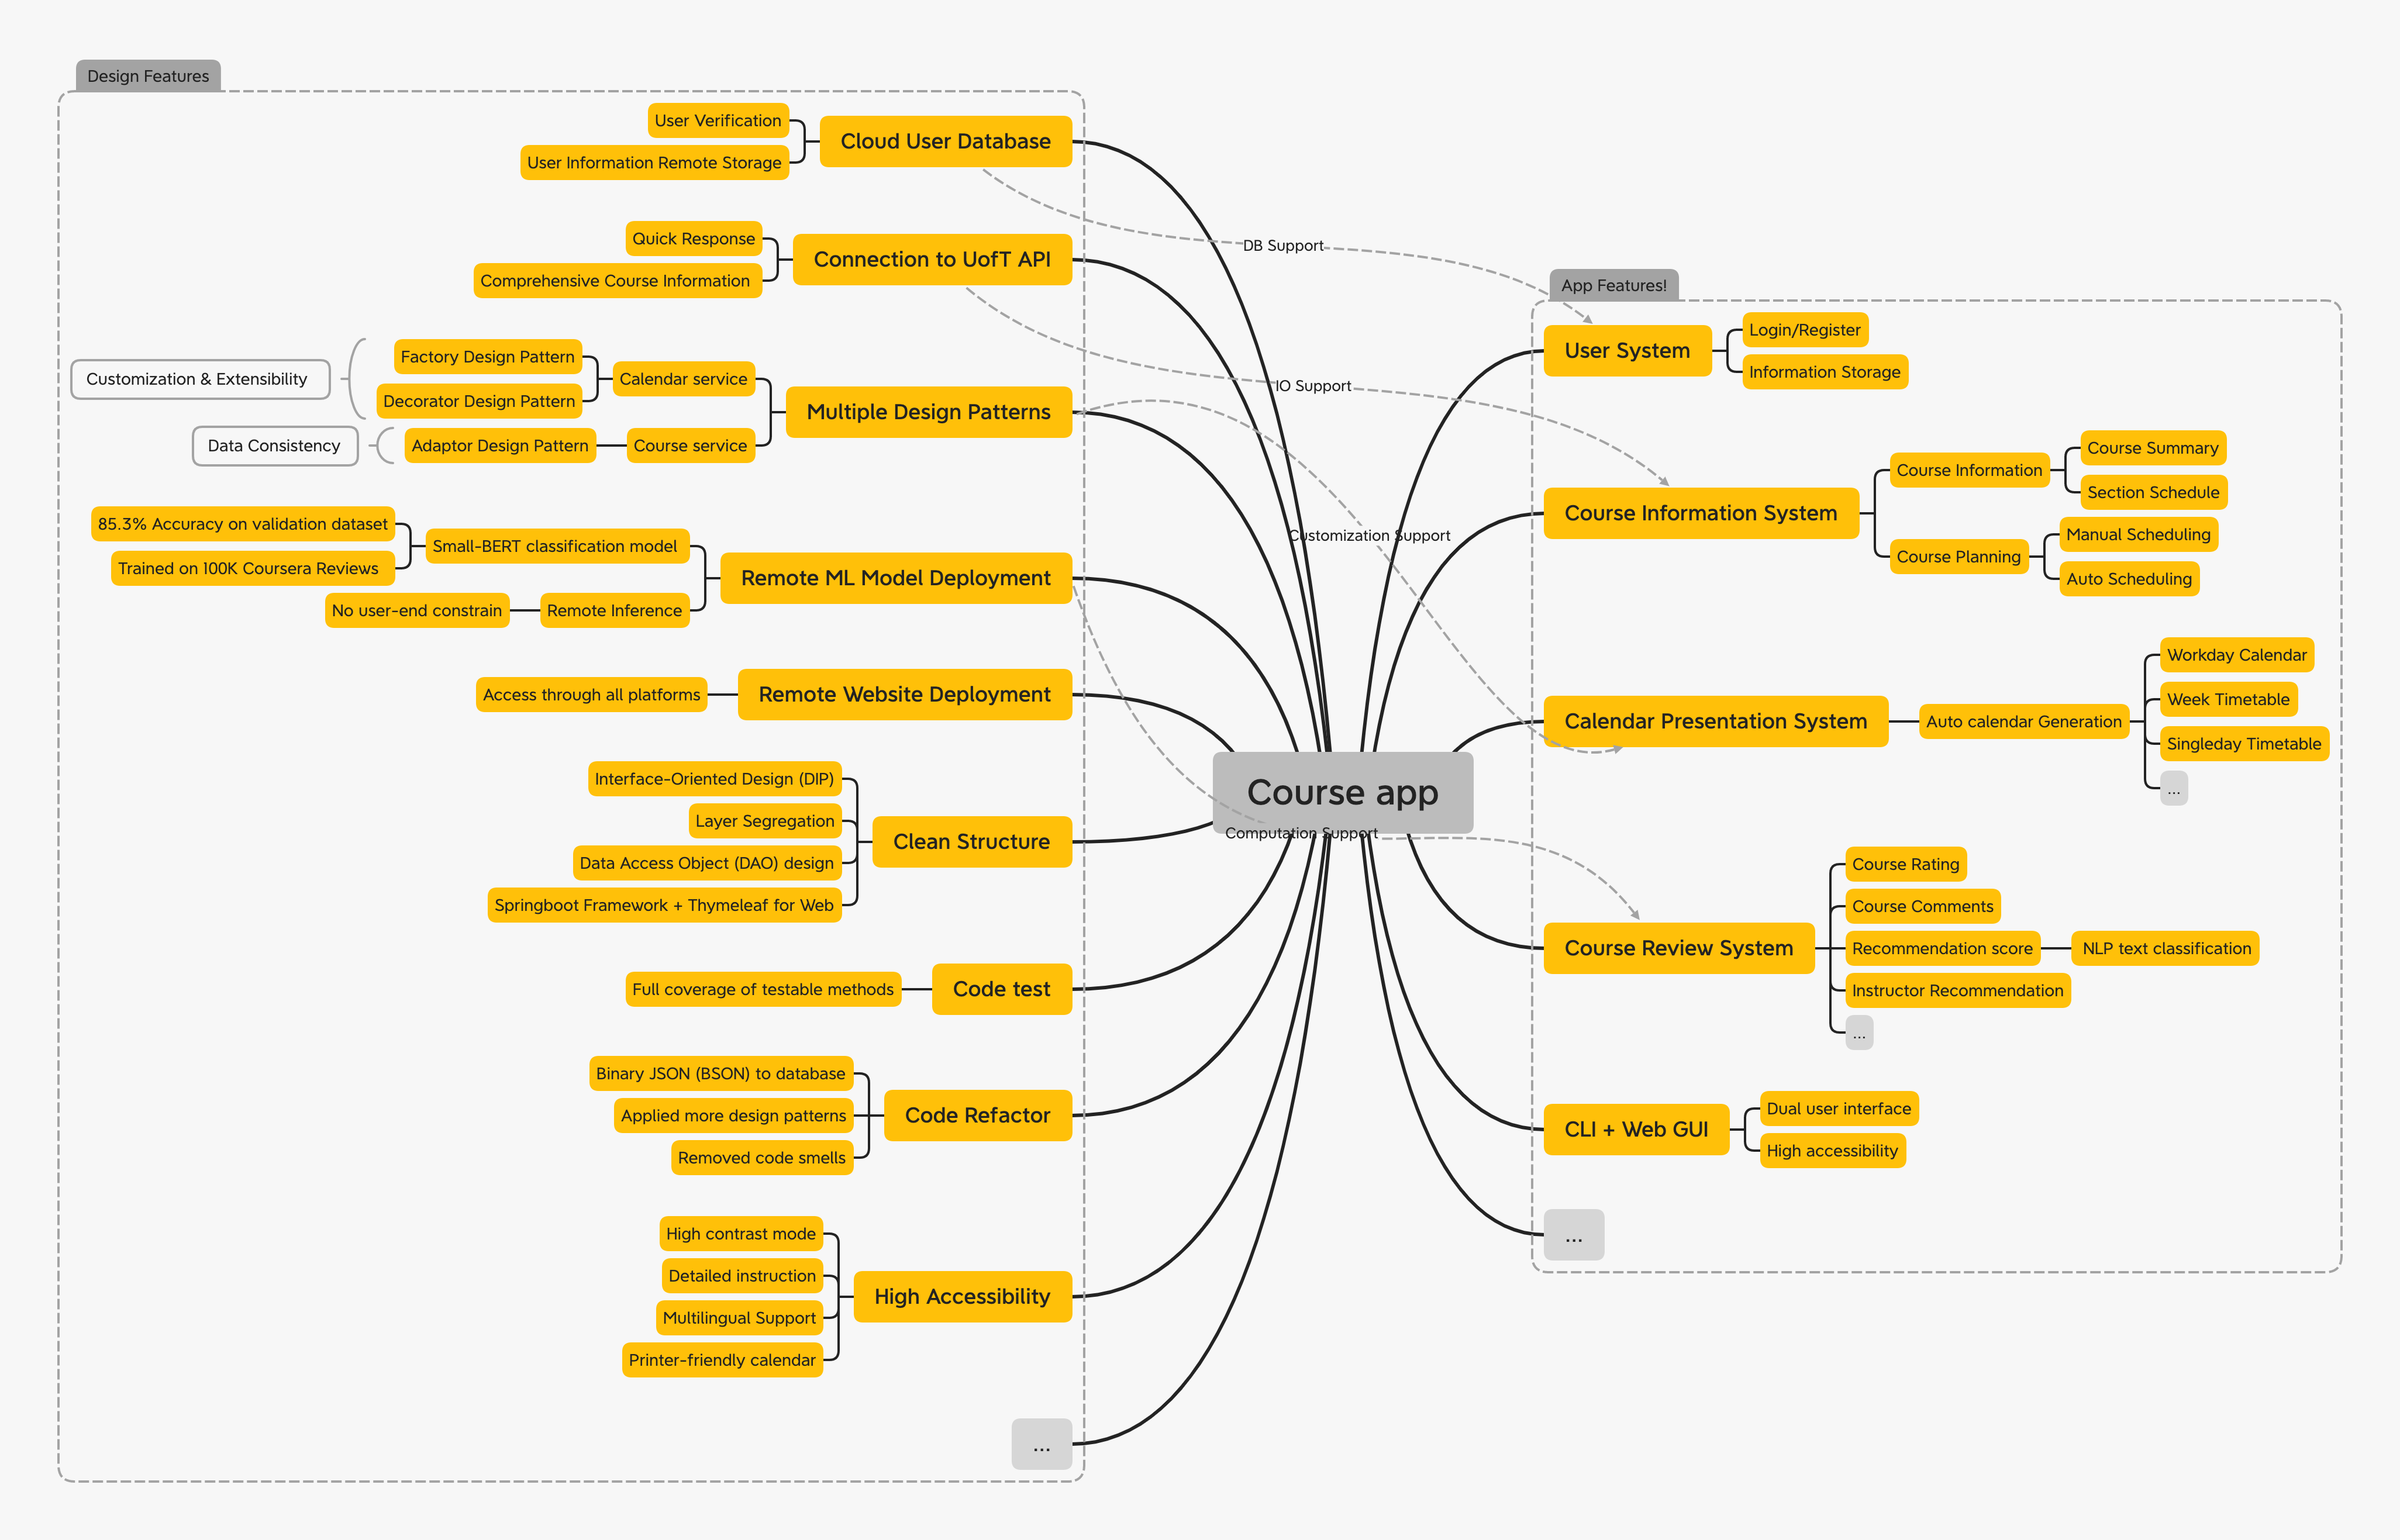 Design Features
User Verification
User Information Remote Storage
Cloud User Database
Quick Response
Comprehensive Course Information
Connection to UofT API
Customization & Extensibility
Factory Design Pattern
Decorator Design Pattern
Calendar service
Data Consistency
Adaptor Design Pattern
Course service
Multiple Design Patterns
85.3% Accuracy on validation dataset
Trained on 100K Coursera Reviews
Small-BERT classification model
No user-end constrain
Remote Inference
Remote ML Model Deployment
Access through all platforms
Remote Website Deployment
Interface-Oriented Design (DIP)
Layer Segregation
Data Access Object (DAO) design
Springboot Framework + Thymeleaf for Web
Clean Structure
Full coverage of testable methods
Code test
Binary JSON (BSON) to database
Applied more design patterns
Removed code smells
Code Refactor
High contrast mode
Detailed instruction
Multilingual Support
Printer-friendly calendar
High Accessibility
...
DB Support
IO Support
Customization Support
Course app
Computation Support
App Features!
User System
Login/Register
Information Storage
Course Information System
Course Information
Course Summary
Section Schedule
Course Planning
Manual Scheduling
Auto Scheduling
Calendar Presentation System
Auto calendar Generation
Workday Calendar
Week Timetable
Singleday Timetable
...
Course Review System
Course Rating
Course Comments
Recommendation score
NLP text classification
Instructor Recommendation
...
CLI + Web GUI
Dual user interface
High accessibility
...